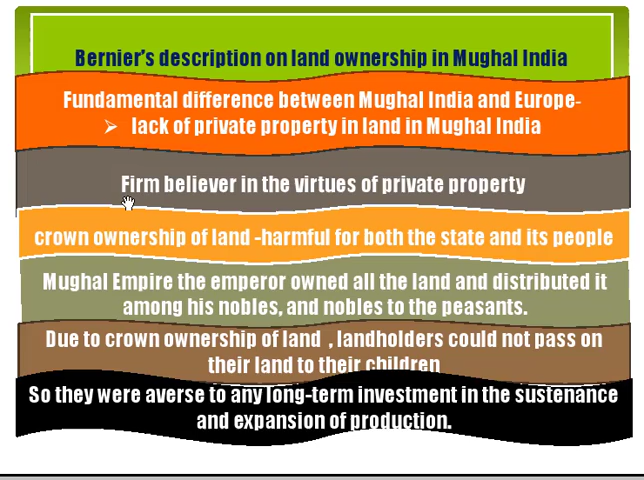 Bernier's description on land ownership in Mughal India
Fundamental difference between Mughal India and Europe-
➢ lack of private property in land in Mughal India
Firm believer in the virtues of private property
crown ownership of land -harmful for both the state and its people
Mughal Empire the emperor owned all the land and distributed it
among his nobles, and nobles to the peasants.
Due to crown ownership of land , landholders could not pass on
their land to their children
So they were averse to any long-term investment in the sustenance
and expansion of production.